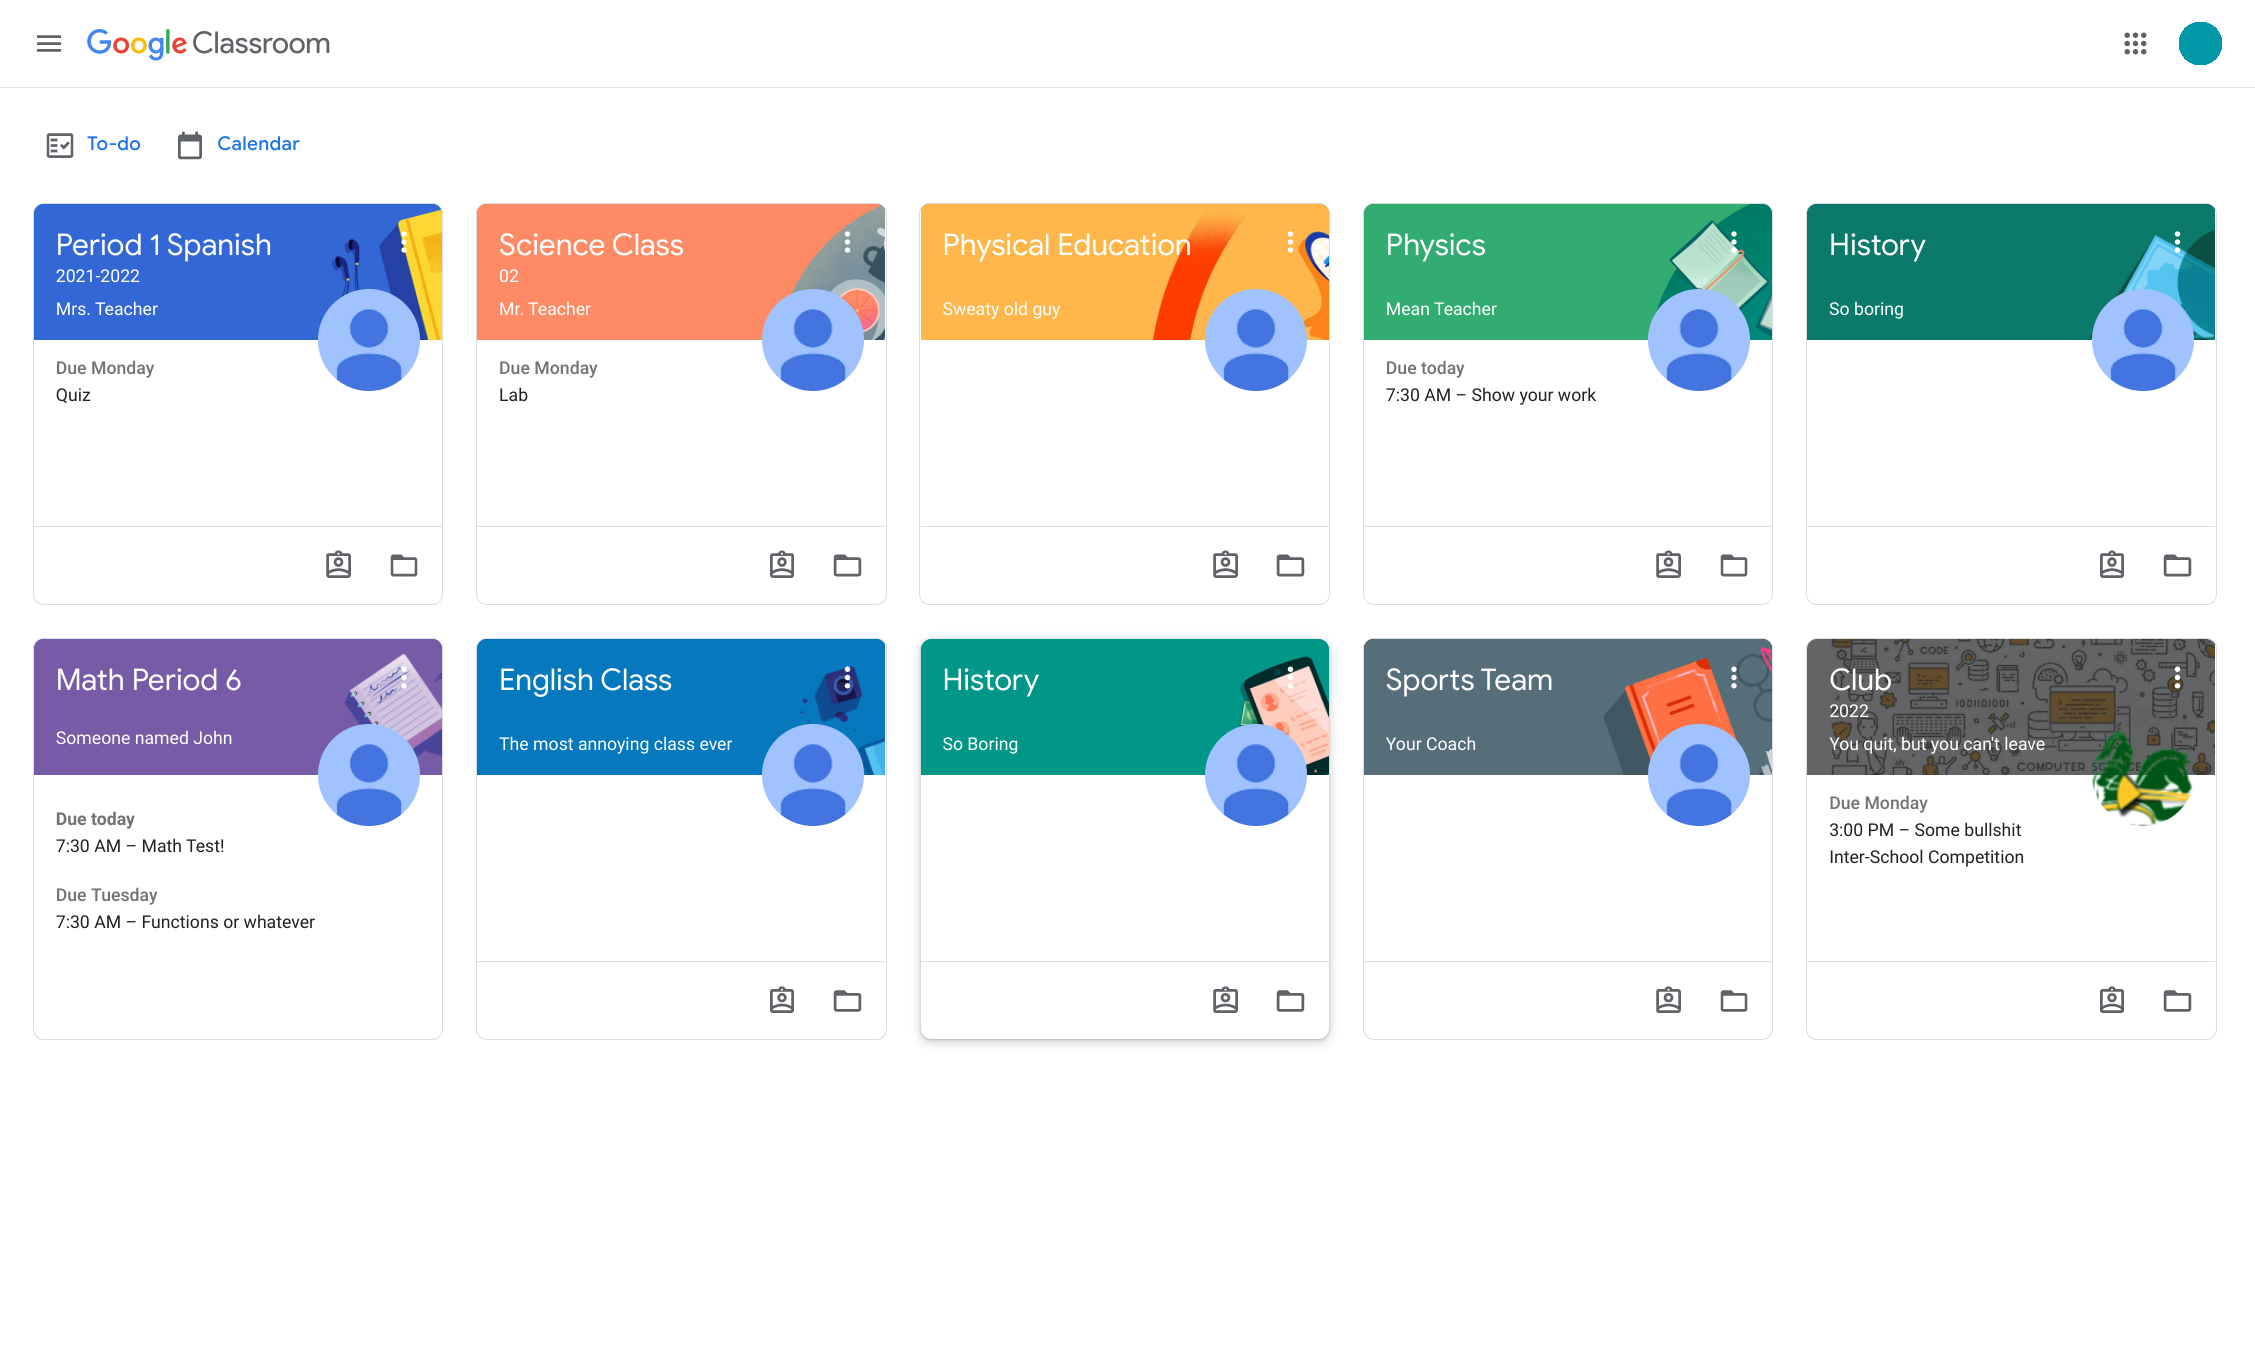 Google Classroom
To-do
Calendar
Period 1 Spanish
2021-2022
Mrs. Teacher
Due Monday
Quiz
Science Class
02
Mr. Teacher
Due Monday
Lab
Physical Education
Sweaty old guy
Physics
Mean Teacher
Due today
7:30 AM – Show your work
History
So boring
Math Period 6
Someone named John
Due today
7:30 AM – Math Test!
Due Tuesday
7:30 AM – Functions or whatever
English Class
The most annoying class ever
History
So Boring
Sports Team
Your Coach
Club
2022
You quit, but you can't leave
CODE
1001101001
COMPUTER SCIENCE
Due Monday
3:00 PM – Some bullshit
Inter-School Competition